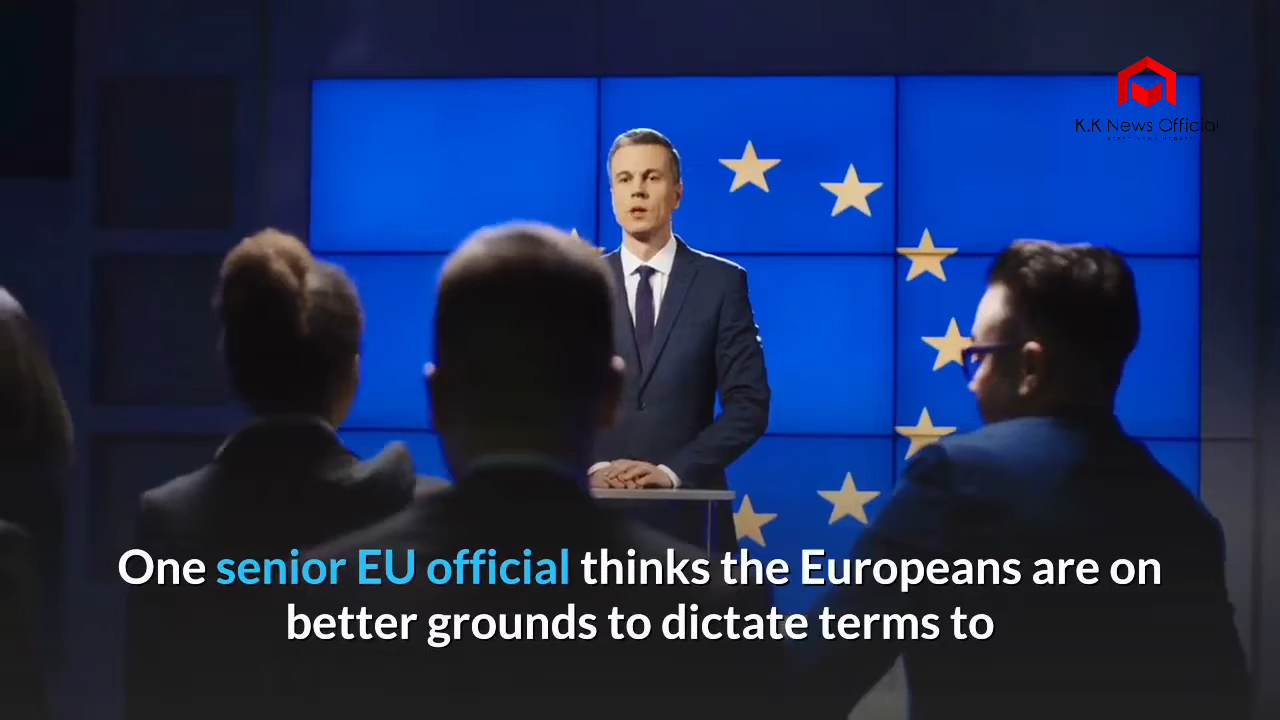 K.K News Official
One senior EU official thinks the Europeans are on
better grounds to dictate terms to